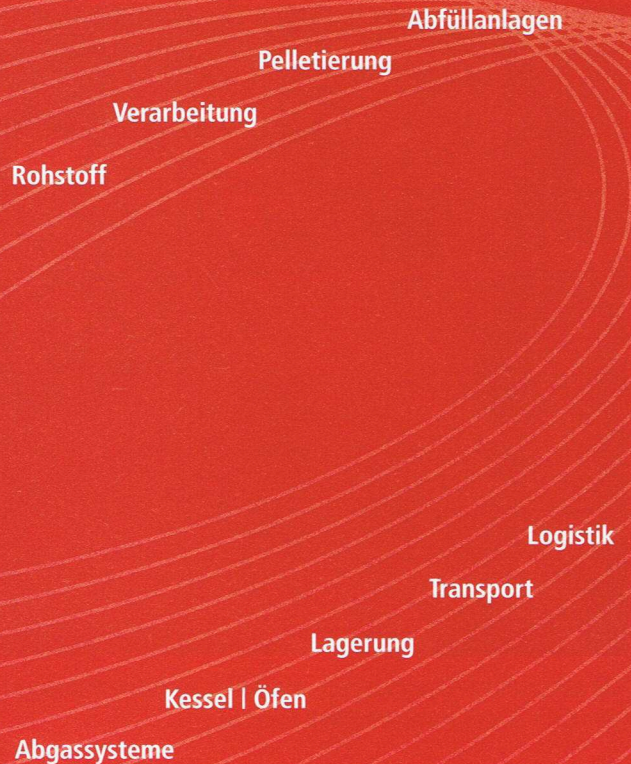 Abfüllanlagen
Pelletierung
Verarbeitung
Rohstoff
Logistik
Transport
Lagerung
Kessel | Öfen
Abgassysteme